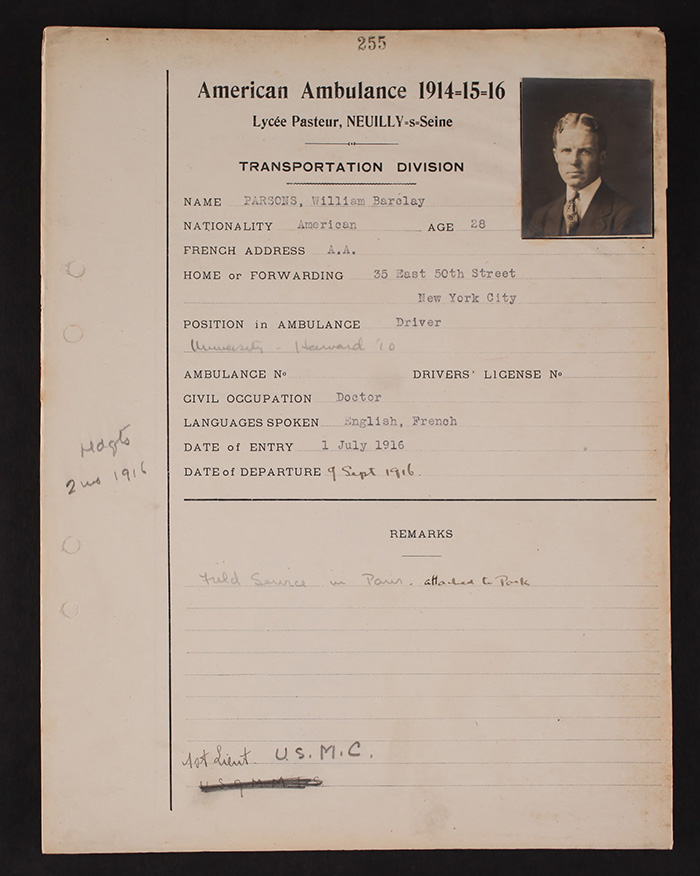 255
American Ambulance 1914=15=16
Lycée Pasteur, NEUILLY=s=Seine
TRANSPORTATION DIVISION
NAME PARSONS, William Barclay
NATIONALITY American AGE 28
FRENCH ADDRESS A.A.
HOME or FORWARDING 35 East 50th Street
New York City
POSITION in AMBULANCE Driver
University - Harvard '10
AMBULANCE No DRIVERS' LICENSE No
CIVIL OCCUPATION Doctor
LANGUAGES SPOKEN English, French
DATE of ENTRY 1 July 1916
DATE of DEPARTURE 9 Sept 1916.
Hdqts
2 mos 1916
REMARKS
Field Service in Paris. attached to Park
1st Lieut U.S.M.C.